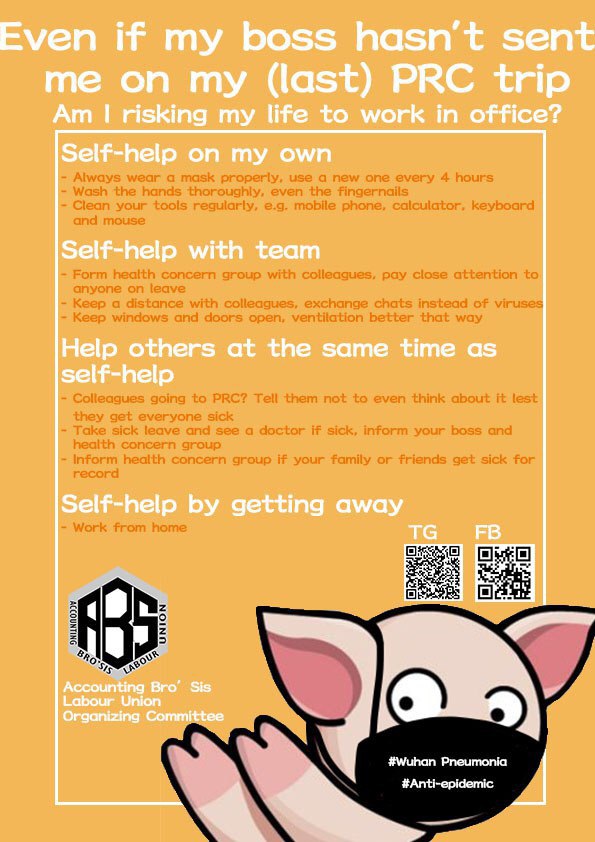 Even if my boss hasn't sent
me on my (last) PRC trip
Am I risking my life to work in office?
Self-help on my own
- Always wear a mask properly, use a new one every 4 hours
- Wash the hands thoroughly, even the fingernails
- Clean your tools regularly, e.g. mobile phone, calculator, keyboard
and mouse
Self-help with team
- Form health concern group with colleagues, pay close attention to
anyone on leave
- Keep a distance with colleagues, exchange chats instead of viruses
- Keep windows and doors open, ventilation better that way
Help others at the same time as
self-help
- Colleagues going to PRC? Tell them not to even think about it lest
they get everyone sick
- Take sick leave and see a doctor if sick, inform your boss and
health concern group
- Inform health concern group if your family or friends get sick for
record
Self-help by getting away
- Work from home
TG FB
ABS
ACCOUNTING BRO'SIS LABOUR UNION
Accounting Bro' Sis
Labour Union
Organizing Committee
#Wuhan Pneumonia
#Anti-epidemic